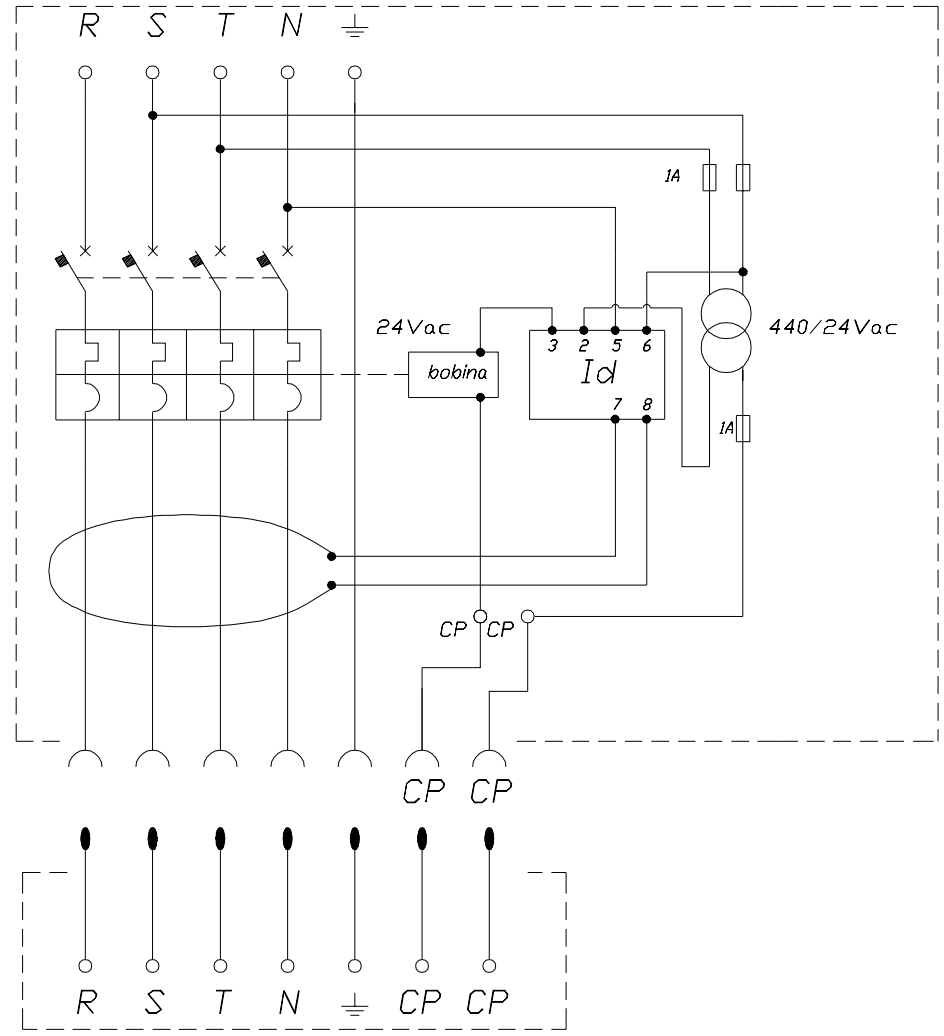 R S T N
1A
24Vac
440/24Vac
3 2 5 6
bobina
Id
7 8
1A
CP CP
CP CP
R S T N CP CP